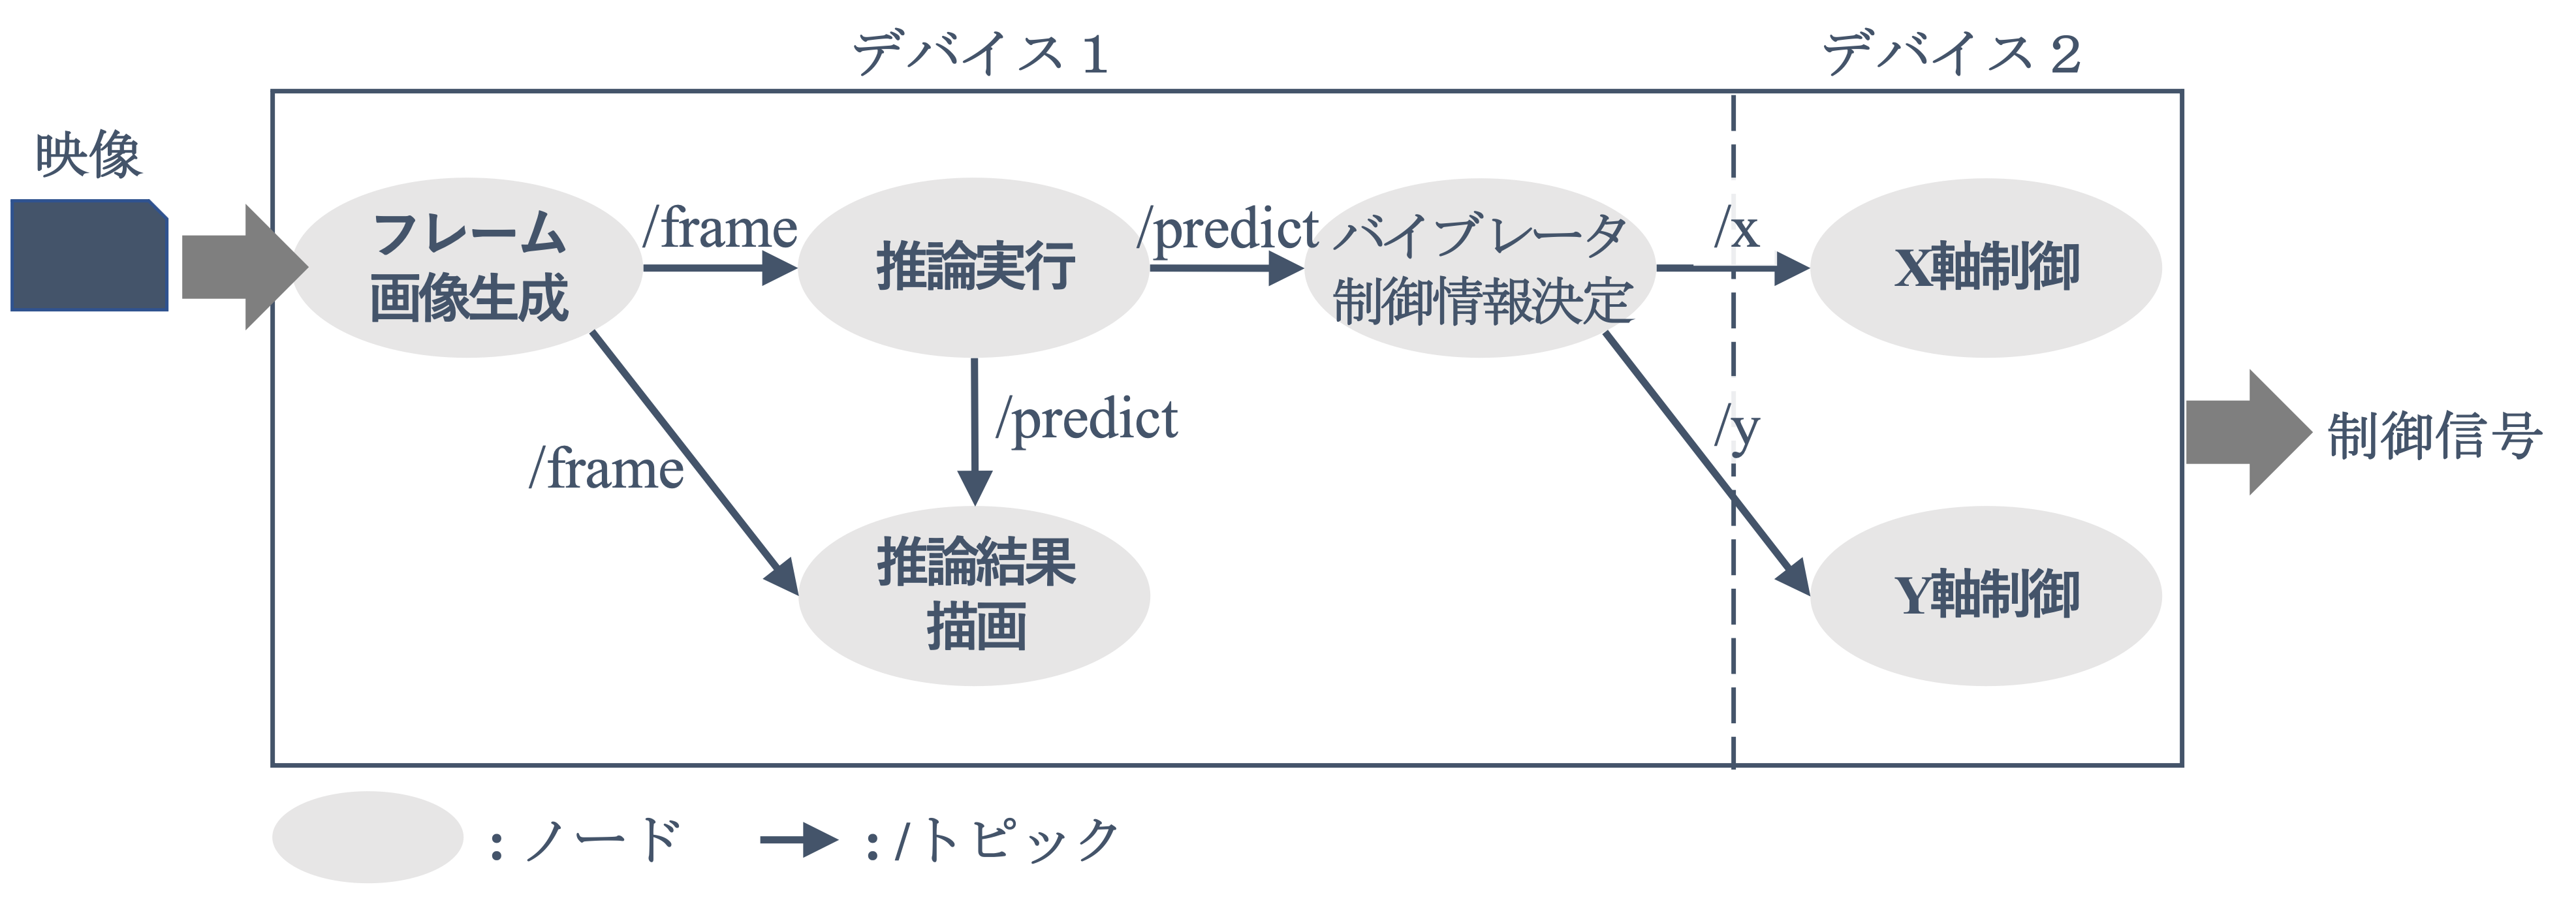 デバイス1
デバイス2
映像
フレーム
画像生成
/frame
推論実行
/predict
バイブレータ
制御情報決定
/x
X軸制御
/frame
/predict
/y
制御信号
推論結果
描画
Y軸制御
：ノード
：/トピック